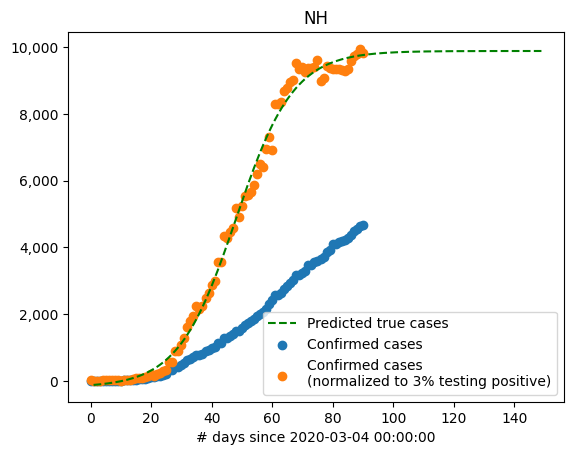 NH
10,000
8,000
6,000
4,000
2,000
0
Predicted true cases
Confirmed cases
Confirmed cases
(normalized to 3% testing positive)
0 20 40 60 80 100 120 140
# days since 2020-03-04 00:00:00